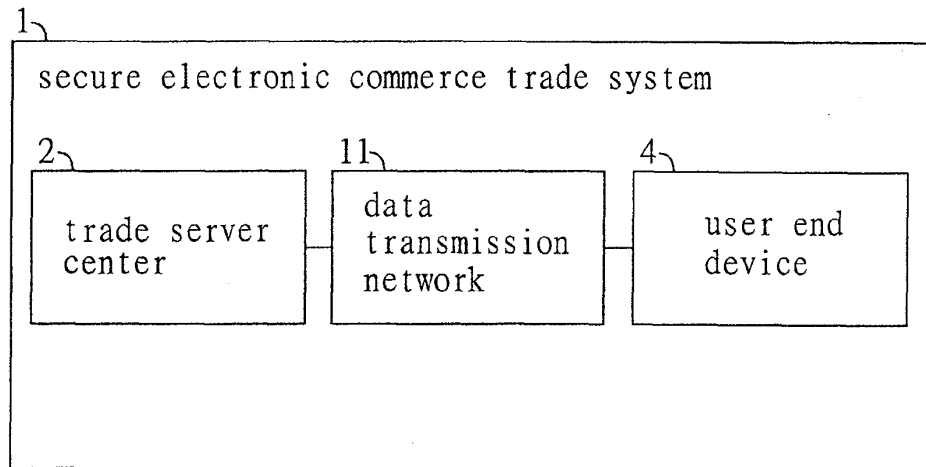 1
secure electronic commerce trade system
2
11
4
trade server
center
data
transmission
network
user end
device